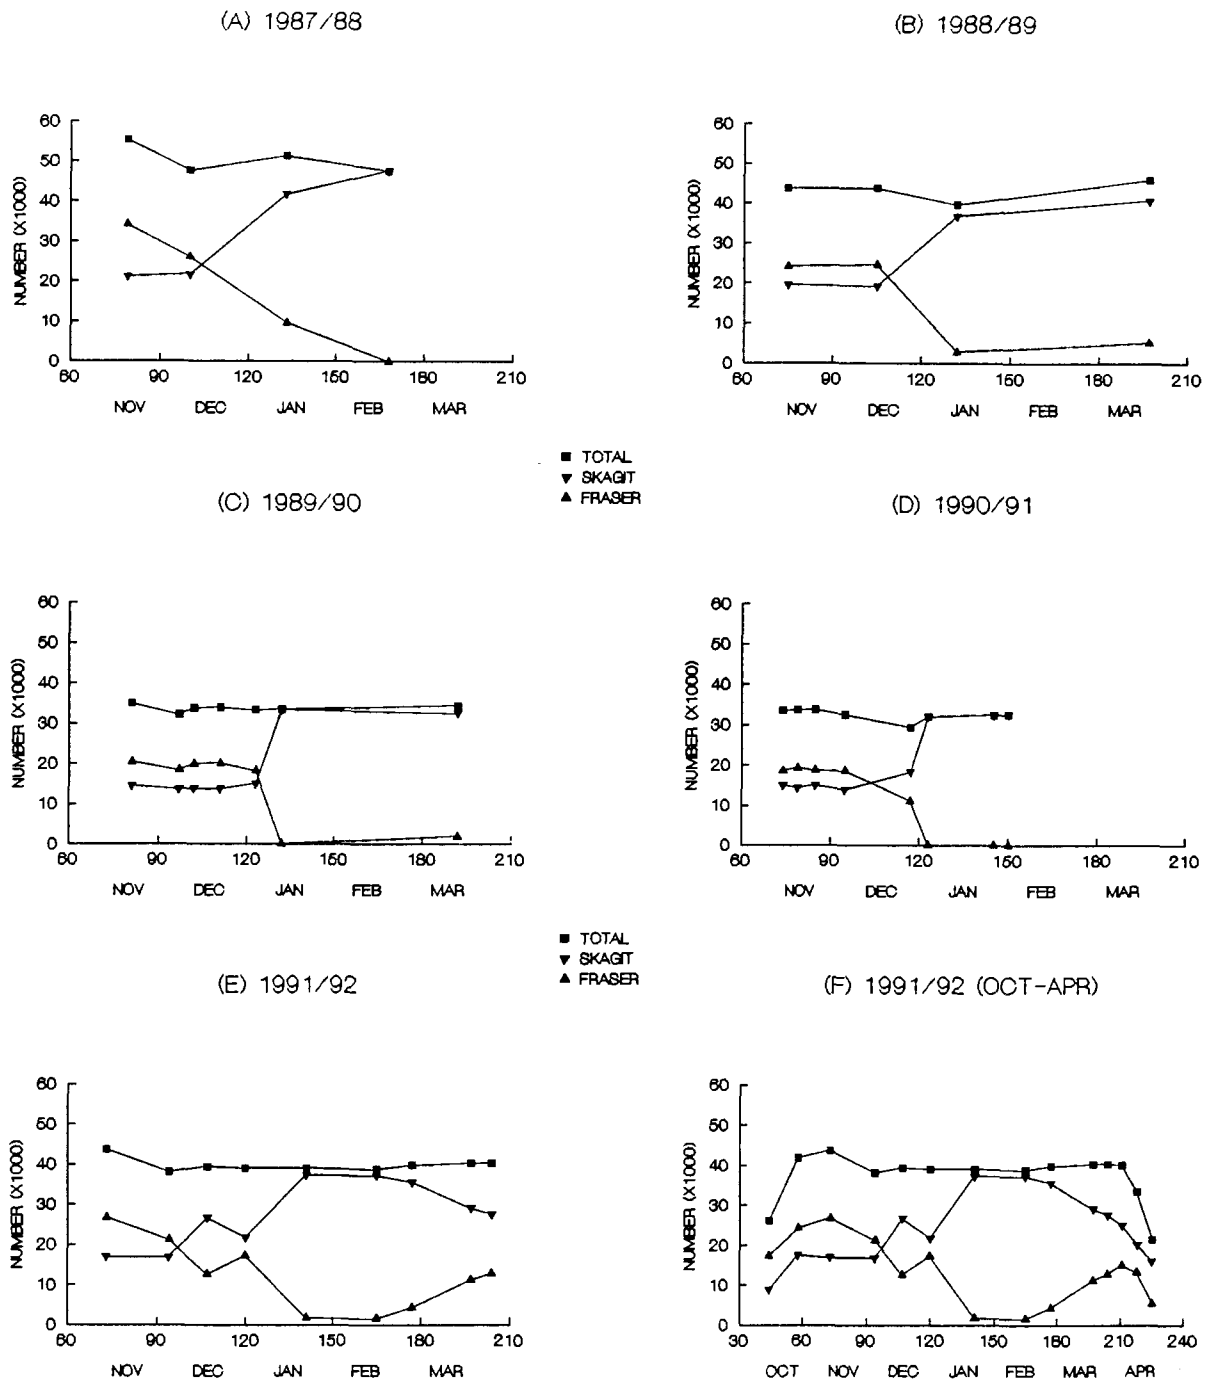 (A) 1987/88
(B) 1988/89
60
50
40
30
20
10
0
NUMBER (X1000)
60 90 120 150 180 210
NOV DEC JAN FEB MAR
60
50
40
30
20
10
0
NUMBER (X1000)
60 90 120 150 180 210
NOV DEC JAN FEB MAR
TOTAL
SKAGIT
FRASER
(C) 1989/90
(D) 1990/91
60
50
40
30
20
10
0
NUMBER (X1000)
60 90 120 150 180 210
NOV DEC JAN FEB MAR
60
50
40
30
20
10
0
NUMBER (X1000)
60 90 120 150 180 210
NOV DEC JAN FEB MAR
TOTAL
SKAGIT
FRASER
(E) 1991/92
(F) 1991/92 (OCT-APR)
60
50
40
30
20
10
0
NUMBER (X1000)
60 90 120 150 180 210
NOV DEC JAN FEB MAR
60
50
40
30
20
10
0
NUMBER (X1000)
30 60 90 120 150 180 210 240
OCT NOV DEC JAN FEB MAR APR